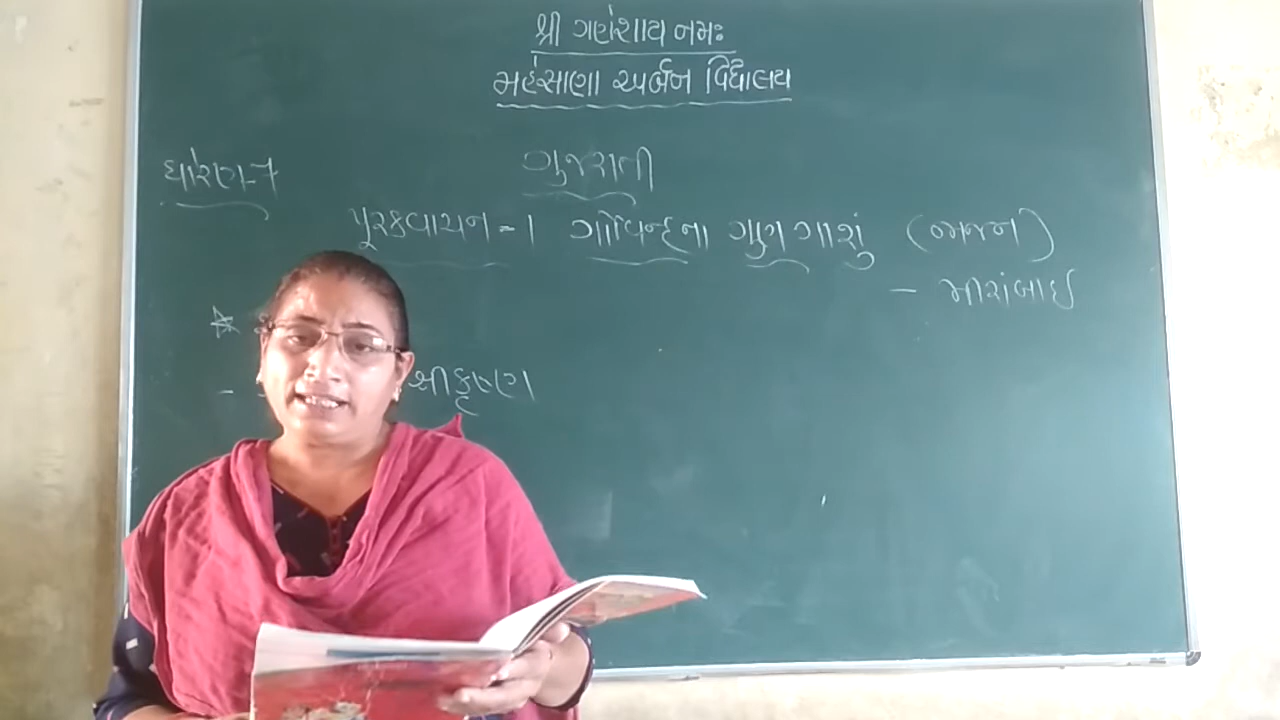 શ્રી ગણેશાય નમઃ
મહેસાણા અર્બન વિદ્યાલય
ધોરણ-7
ગુજરાતી
પૂરકવાચન-1 ગોવિન્દના ગુણ ગાશું (ભજન)
- મીરાંબાઈ
શ્રીકૃષ્ણ